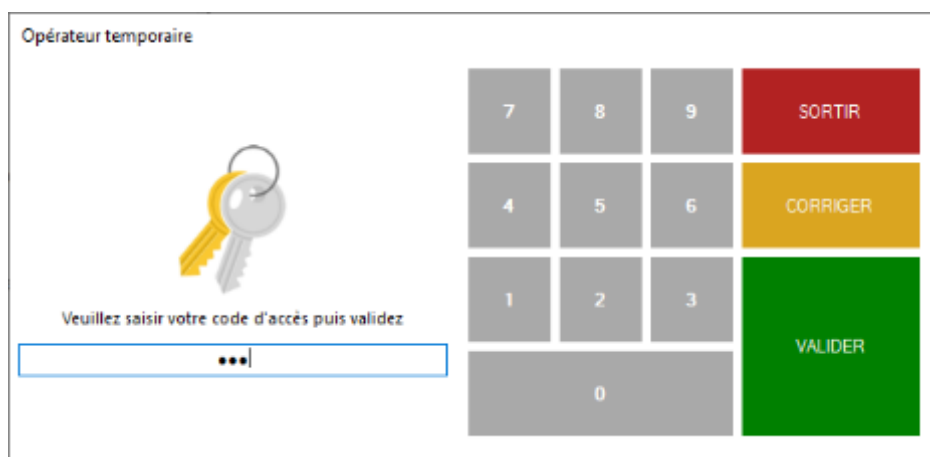 Opérateur temporaire
7 8 9 SORTIR
4 5 6 CORRIGER
Veuillez saisir votre code d'accès puis validez
1 2 3
VALIDER
•••
0